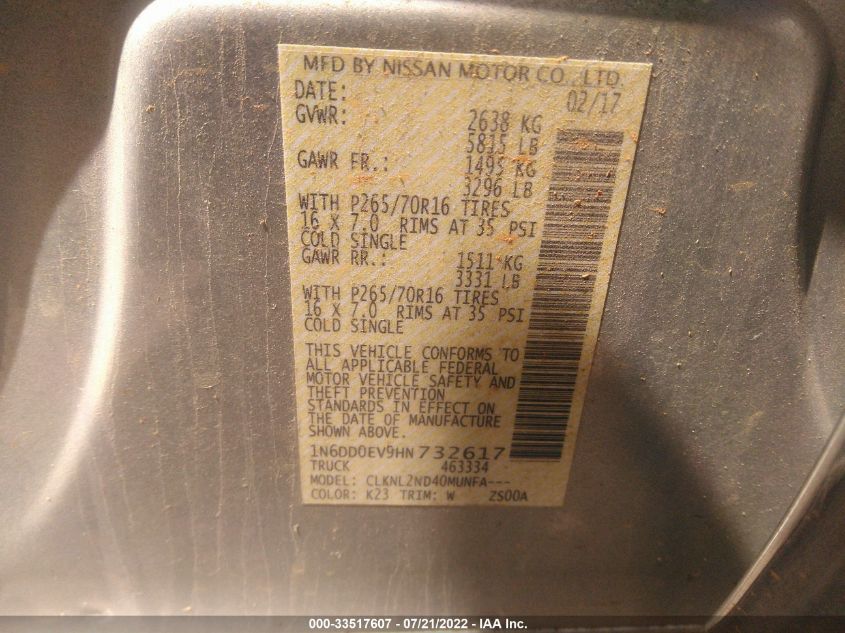 MFD BY NISSAN MOTOR CO., LTD.
DATE: 02/17
GVWR: 2638 KG
5815 LB
GAWR FR.: 1495 KG
3296 LB
WITH P265/70R16 TIRES
16 X 7.0 RIMS AT 35 PSI
COLD SINGLE
GAWR RR.: 1511 KG
3331 LB
WITH P265/70R16 TIRES
16 X 7.0 RIMS AT 35 PSI
COLD SINGLE
THIS VEHICLE CONFORMS TO
ALL APPLICABLE FEDERAL
MOTOR VEHICLE SAFETY AND
THEFT PREVENTION
STANDARDS IN EFFECT ON
THE DATE OF MANUFACTURE
SHOWN ABOVE.
1N6DD0EV9HN732617
TRUCK 463334
MODEL: CLKNL2ND40MUNFA---
COLOR: K23 TRIM: W ZS00A
000-33517607 / 07/21/2022 - IAA Inc.